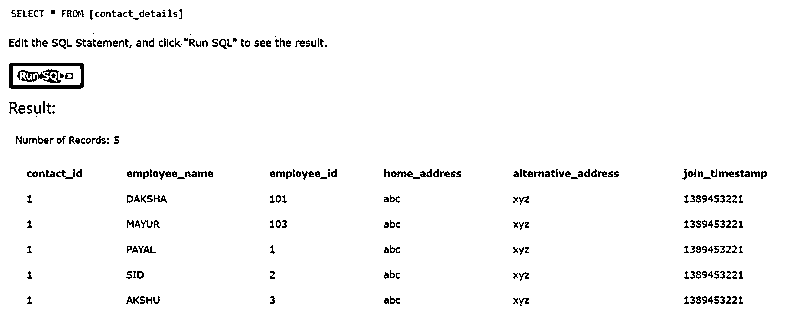 SELECT * FROM [contact_details]
Edit the SQL Statement, and click "Run SQL" to see the result.
Run SQL
Result:
Number of Records: 5
contact_id employee_name employee_id home_address alternative_address join_timestamp
1 DAKSHA 101 abc xyz 1389453221
1 MAYUR 103 abc xyz 1389453221
1 PAYAL 1 abc xyz 1389453221
1 SID 2 abc xyz 1389453221
1 AKSHU 3 abc xyz 1389453221